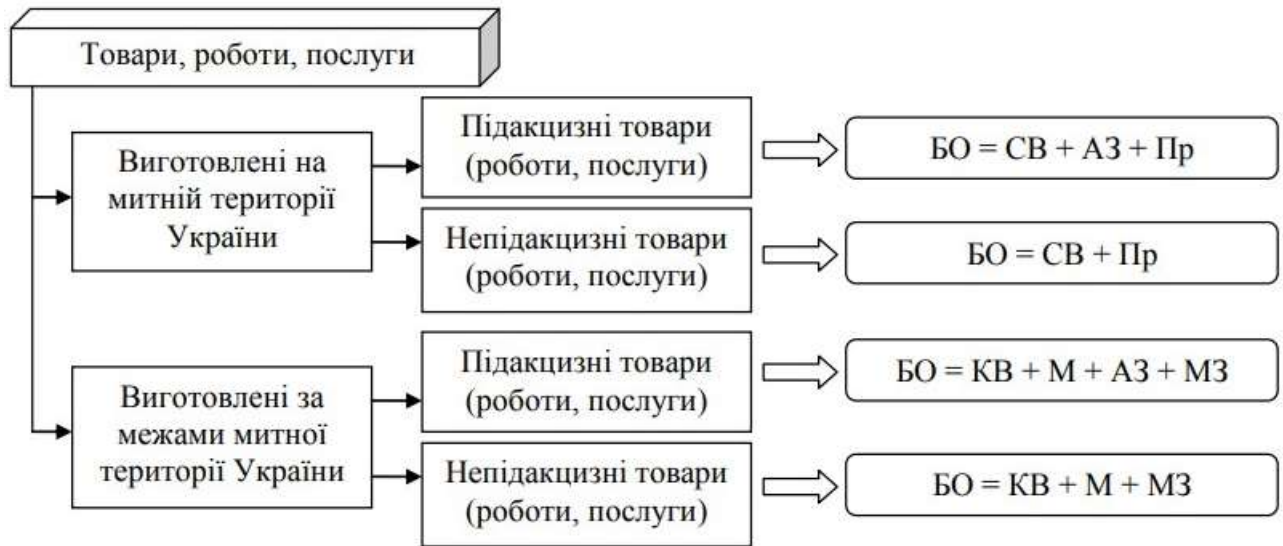 Товари, роботи, послуги
Виготовлені на
митній території
України
Підакцизні товари
(роботи, послуги)
БО = СВ + АЗ + Пр
Непідакцизні товари
(роботи, послуги)
БО = СВ + Пр
Виготовлені за
межами митної
території України
Підакцизні товари
(роботи, послуги)
БО = КВ + М + АЗ + МЗ
Непідакцизні товари
(роботи, послуги)
БО = КВ + М + МЗ